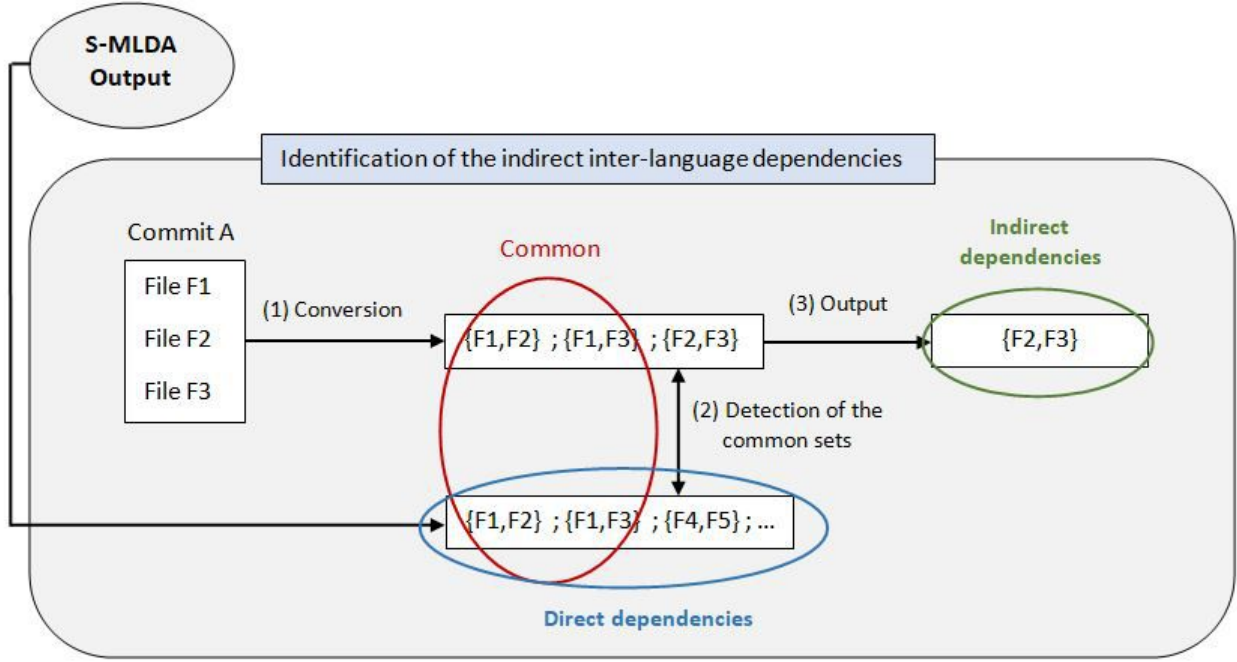 S-MLDA
Output
Identification of the indirect inter-language dependencies
Commit A
File F1
File F2
File F3
(1) Conversion
Common
{F1,F2} ; {F1,F3} ; {F2,F3}
(3) Output
Indirect
dependencies
{F2,F3}
(2) Detection of the
common sets
{F1,F2} ; {F1,F3} ; {F4,F5} ; ...
Direct dependencies